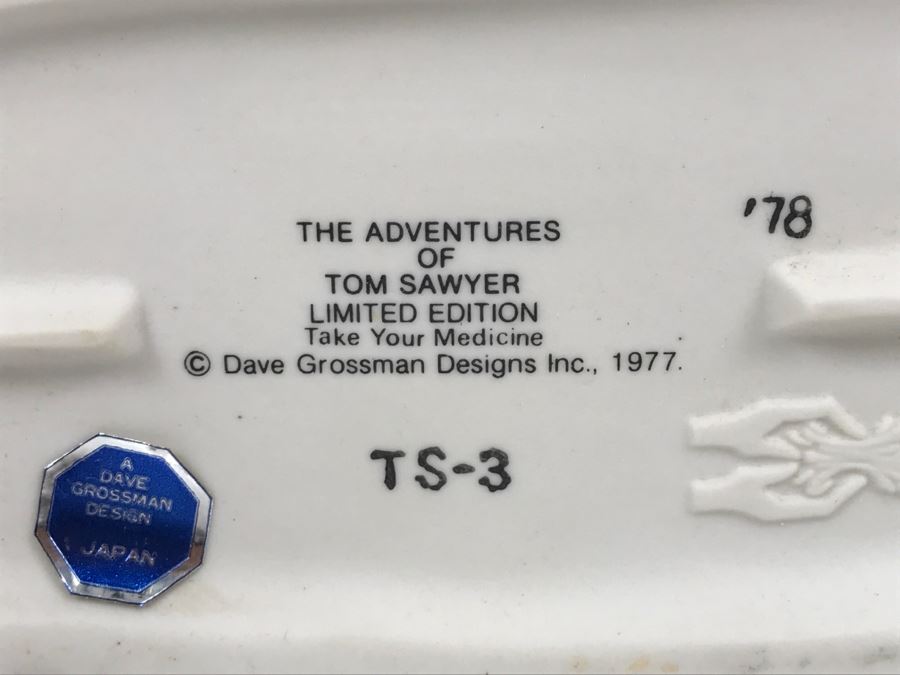 THE ADVENTURES
OF
TOM SAWYER
LIMITED EDITION
Take Your Medicine
© Dave Grossman Designs Inc., 1977.
'78
TS-3
A
DAVE
GROSSMAN
DESIGN
JAPAN